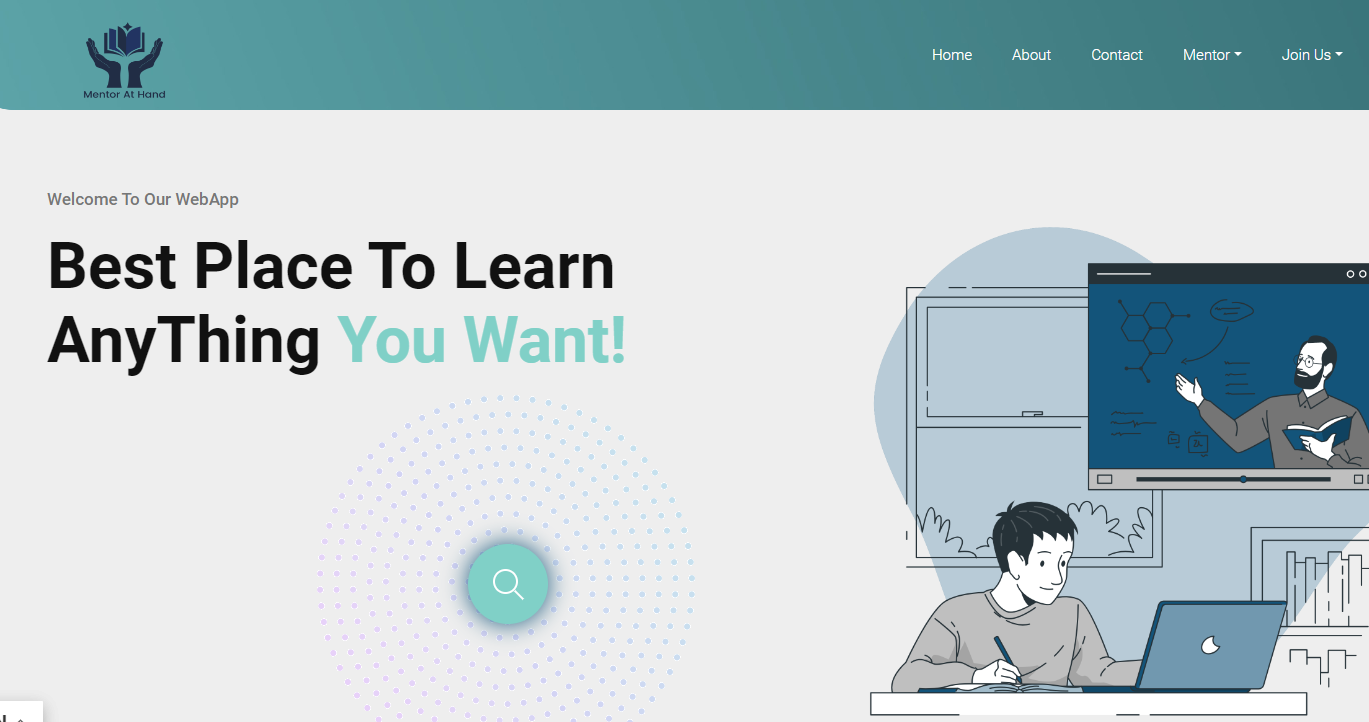 Mentor At Hand
Home About Contact Mentor Join Us
Welcome To Our WebApp
Best Place To Learn
AnyThing You Want!